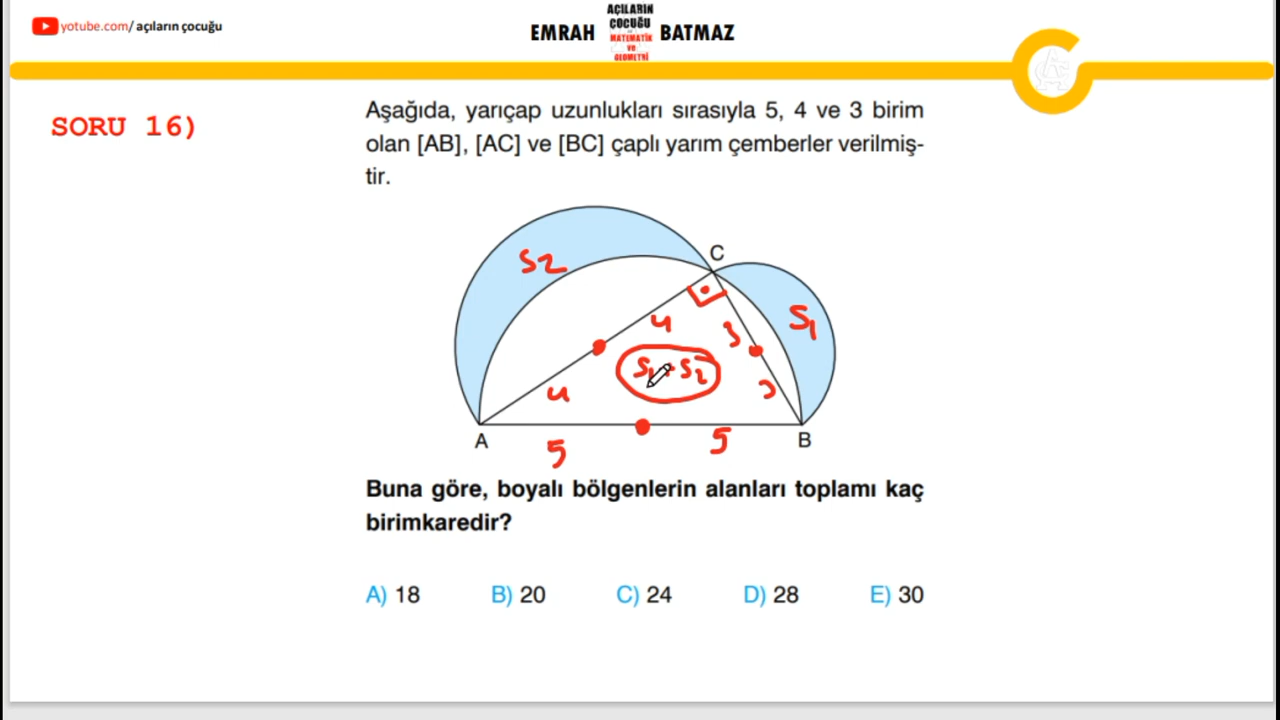 yotube.com/ açıların çocuğu
EMRAH
AÇILARIN
ÇOCUĞU
MATEMATİK
ve
GEOMETRİ
BATMAZ
SORU 16)
Aşağıda, yarıçap uzunlukları sırasıyla 5, 4 ve 3 birim
olan [AB], [AC] ve [BC] çaplı yarım çemberler verilmiş-
tir.
S2
C
S1
4
3
S1+S2
4
3
A
5
5
B
Buna göre, boyalı bölgenlerin alanları toplamı kaç
birimkaredir?
A) 18 B) 20 C) 24 D) 28 E) 30